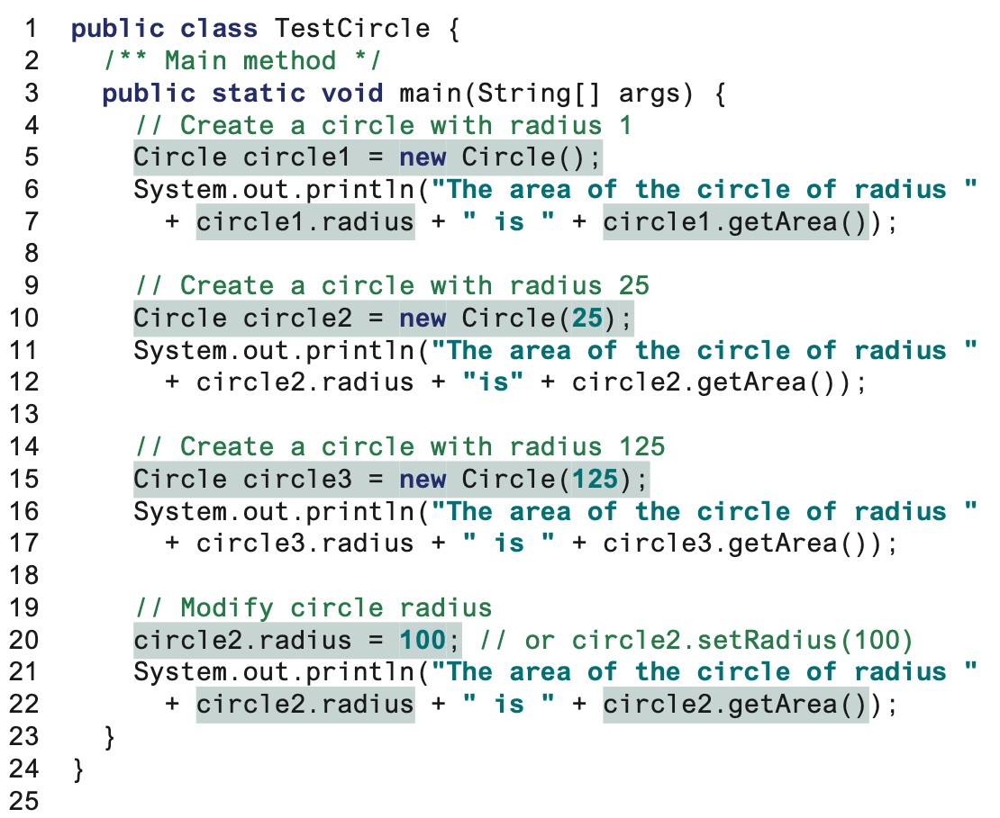 1 public class TestCircle {
2   /** Main method */
3   public static void main(String[] args) {
4     // Create a circle with radius 1
5     Circle circle1 = new Circle();
6     System.out.println("The area of the circle of radius "
7       + circle1.radius + " is " + circle1.getArea());
8
9     // Create a circle with radius 25
10     Circle circle2 = new Circle(25);
11     System.out.println("The area of the circle of radius "
12       + circle2.radius + "is" + circle2.getArea());
13
14     // Create a circle with radius 125
15     Circle circle3 = new Circle(125);
16     System.out.println("The area of the circle of radius "
17       + circle3.radius + " is " + circle3.getArea());
18
19     // Modify circle radius
20     circle2.radius = 100; // or circle2.setRadius(100)
21     System.out.println("The area of the circle of radius "
22       + circle2.radius + " is " + circle2.getArea());
23   }
24 }
25